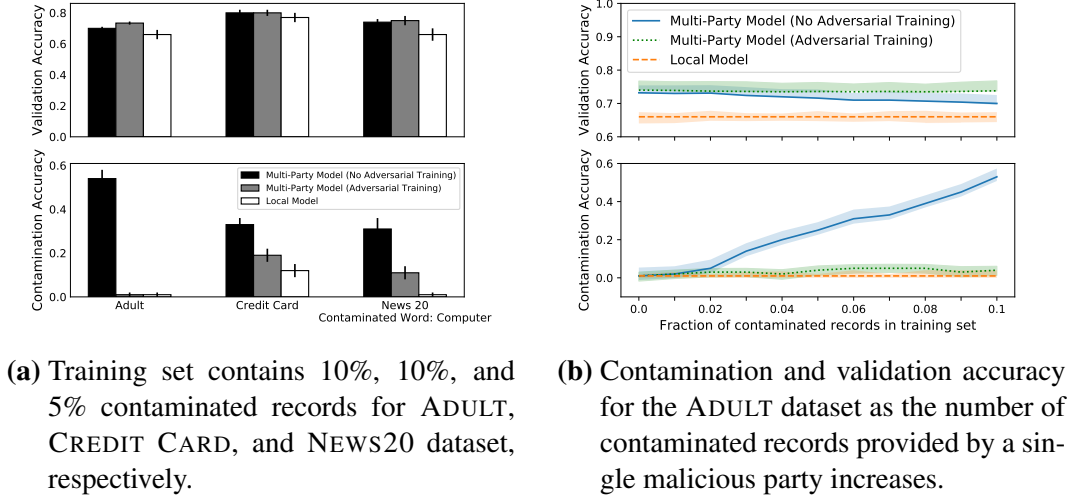 0.8
0.6
0.4
0.2
0.0
Validation Accuracy
0.6
0.4
0.2
0.0
Contamination Accuracy
Multi-Party Model (No Adversarial Training)
Multi-Party Model (Adversarial Training)
Local Model
Adult
Credit Card
News 20
Contaminated Word: Computer
1.0
0.9
0.8
0.7
0.6
Validation Accuracy
Multi-Party Model (No Adversarial Training)
Multi-Party Model (Adversarial Training)
Local Model
0.6
0.4
0.2
0.0
Contamination Accuracy
0.0 0.02 0.04 0.06 0.08 0.1
Fraction of contaminated records in training set
(a) Training set contains 10%, 10%, and
5% contaminated records for ADULT,
CREDIT CARD, and NEWS20 dataset,
respectively.
(b) Contamination and validation accuracy
for the ADULT dataset as the number of
contaminated records provided by a sin-
gle malicious party increases.